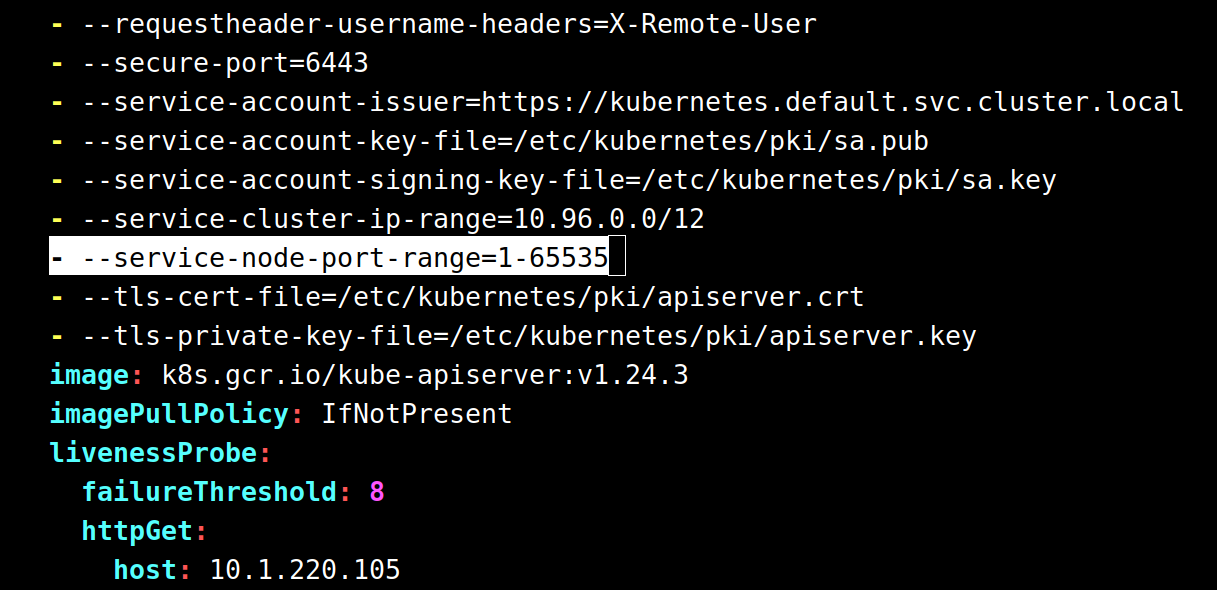 - --requestheader-username-headers=X-Remote-User
- --secure-port=6443
- --service-account-issuer=https://kubernetes.default.svc.cluster.local
- --service-account-key-file=/etc/kubernetes/pki/sa.pub
- --service-account-signing-key-file=/etc/kubernetes/pki/sa.key
- --service-cluster-ip-range=10.96.0.0/12
- --service-node-port-range=1-65535
- --tls-cert-file=/etc/kubernetes/pki/apiserver.crt
- --tls-private-key-file=/etc/kubernetes/pki/apiserver.key
image: k8s.gcr.io/kube-apiserver:v1.24.3
imagePullPolicy: IfNotPresent
livenessProbe:
  failureThreshold: 8
  httpGet:
    host: 10.1.220.105